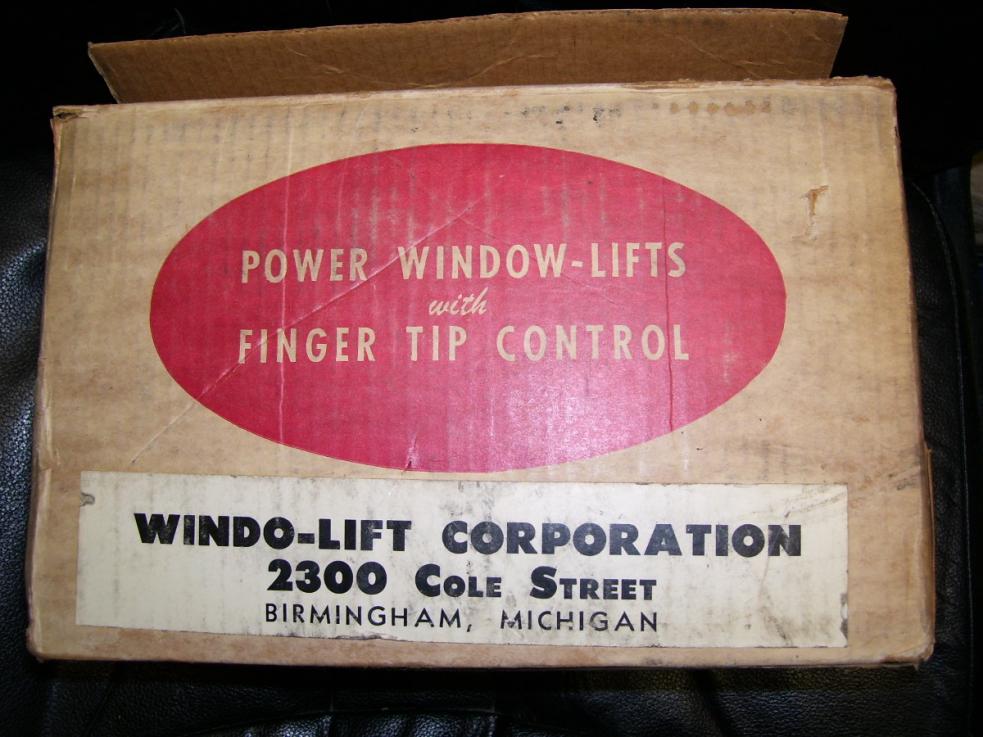 POWER WINDOW-LIFTS
with
FINGER TIP CONTROL
WINDO-LIFT CORPORATION
2300 COLE STREET
BIRMINGHAM, MICHIGAN